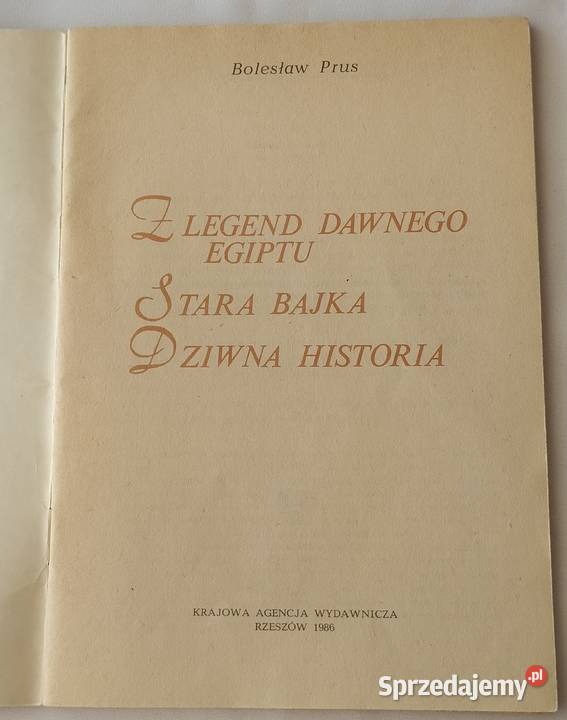 Bolesław Prus
Z LEGEND DAWNEGO
EGIPTU
STARA BAJKA
DZIWNA HISTORIA
KRAJOWA AGENCJA WYDAWNICZA
RZESZÓW 1986
Sprzedajemy.pl